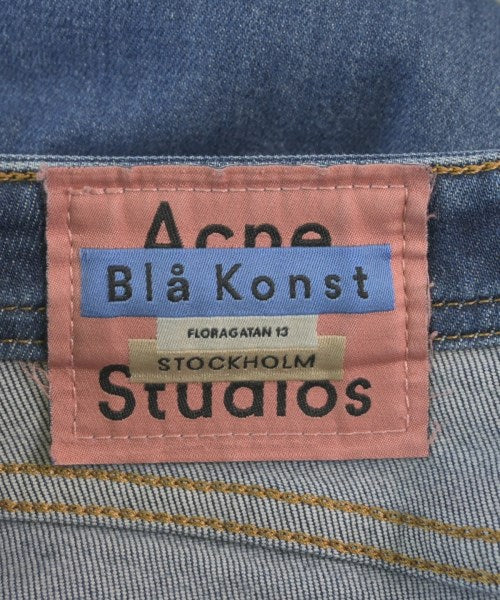 Acne
Blå Konst
FLORAGATAN 13
STOCKHOLM
Studios